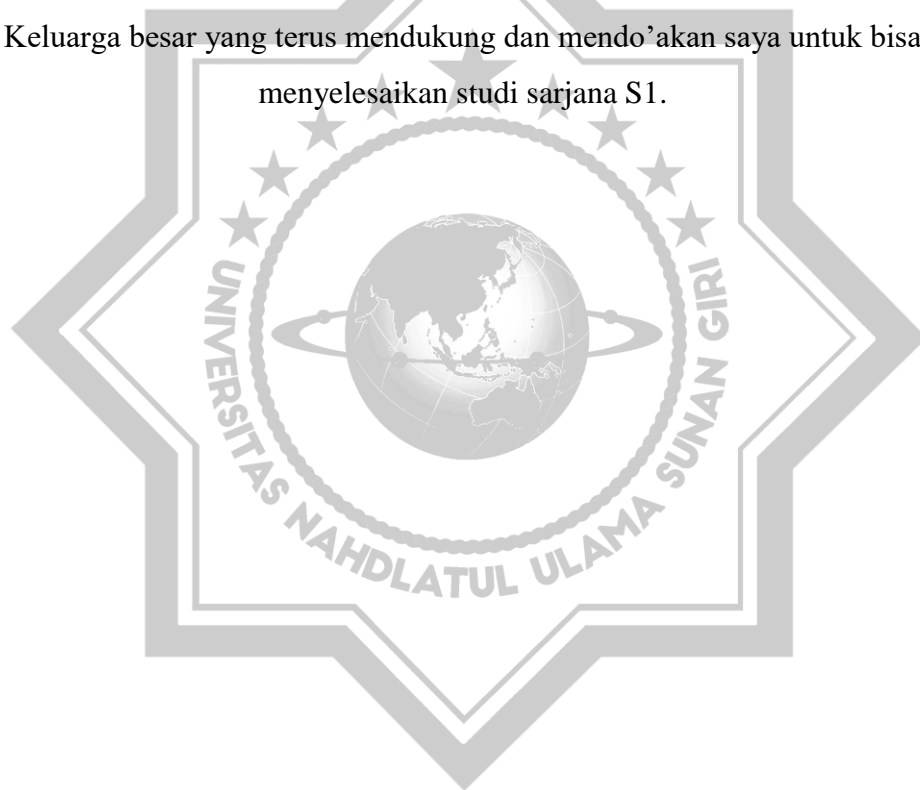 Keluarga besar yang terus mendukung dan mendo’akan saya untuk bisa
menyelesaikan studi sarjana S1.
UNIVERSITAS NAHDLATUL ULAMA SUNAN GIRI